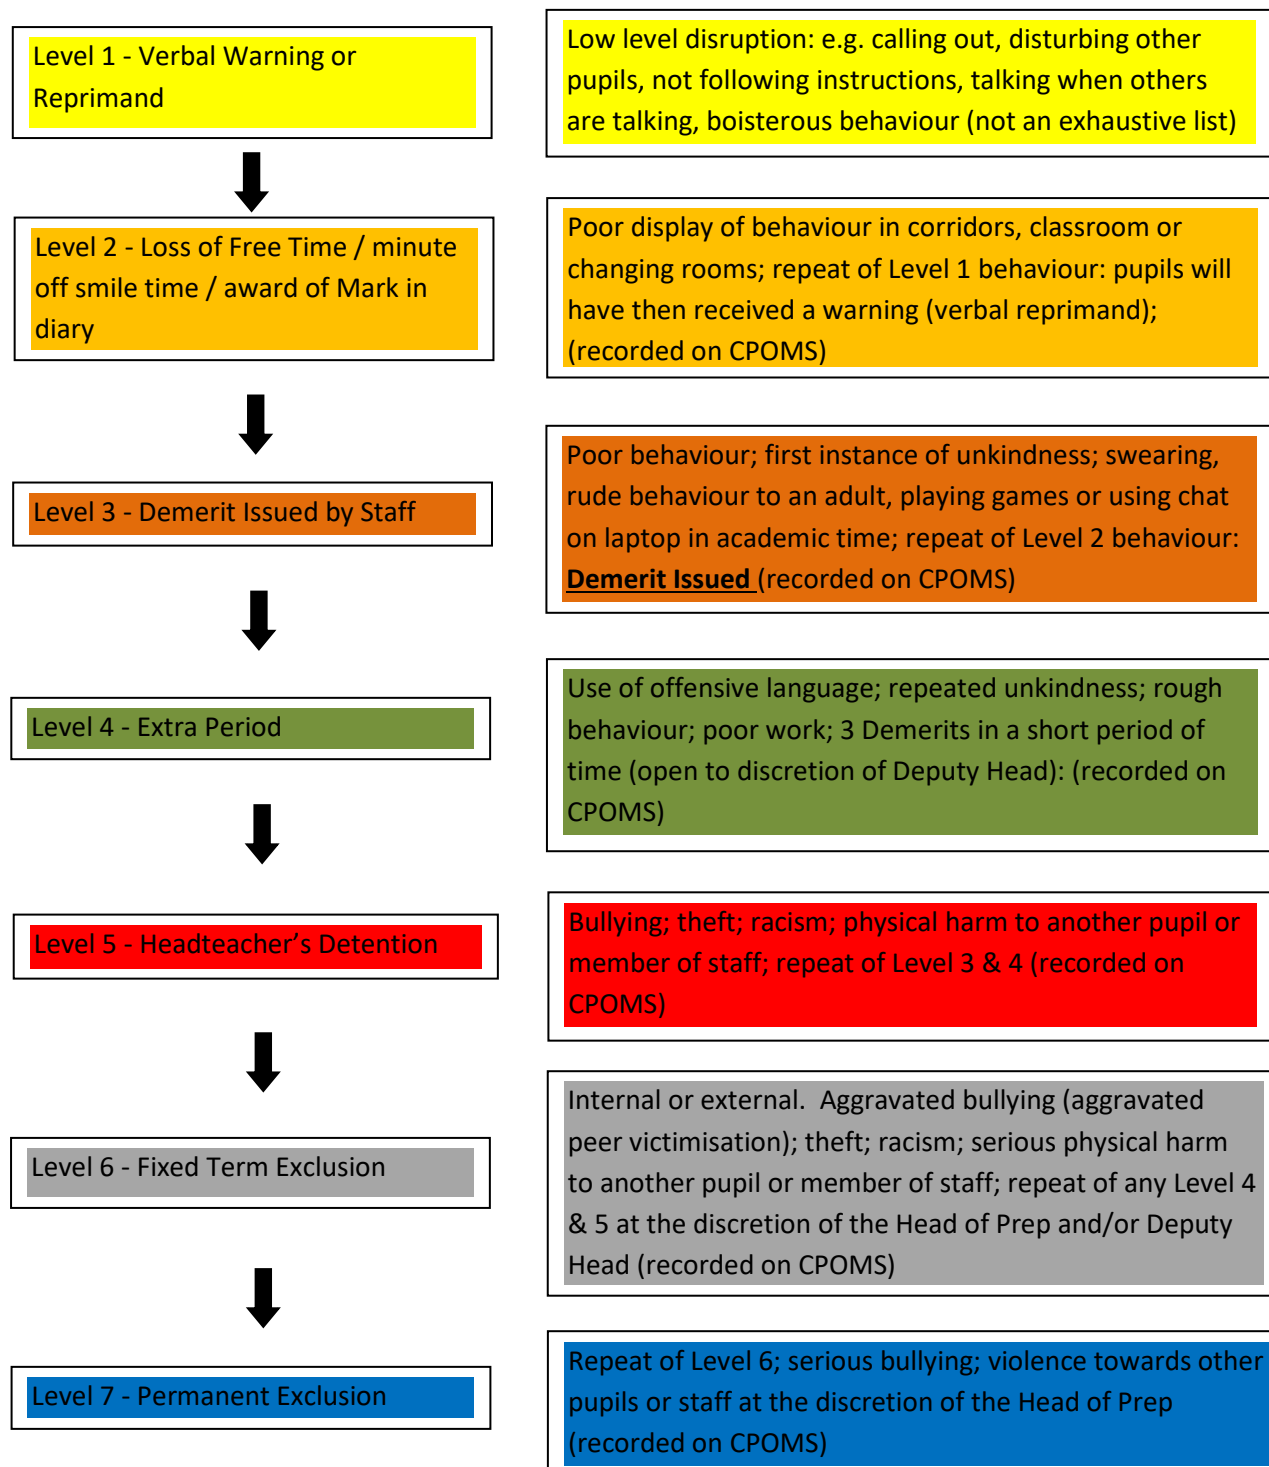 Level 1 - Verbal Warning or
Reprimand
Low level disruption: e.g. calling out, disturbing other
pupils, not following instructions, talking when others
are talking, boisterous behaviour (not an exhaustive list)
Level 2 - Loss of Free Time / minute
off smile time / award of Mark in
diary
Poor display of behaviour in corridors, classroom or
changing rooms; repeat of Level 1 behaviour: pupils will
have then received a warning (verbal reprimand);
(recorded on CPOMS)
Level 3 - Demerit Issued by Staff
Poor behaviour; first instance of unkindness; swearing,
rude behaviour to an adult, playing games or using chat
on laptop in academic time; repeat of Level 2 behaviour:
Demerit Issued (recorded on CPOMS)
Level 4 - Extra Period
Use of offensive language; repeated unkindness; rough
behaviour; poor work; 3 Demerits in a short period of
time (open to discretion of Deputy Head): (recorded on
CPOMS)
Level 5 - Headteacher’s Detention
Bullying; theft; racism; physical harm to another pupil or
member of staff; repeat of Level 3 & 4 (recorded on
CPOMS)
Level 6 - Fixed Term Exclusion
Internal or external.  Aggravated bullying (aggravated
peer victimisation); theft; racism; serious physical harm
to another pupil or member of staff; repeat of any Level 4
& 5 at the discretion of the Head of Prep and/or Deputy
Head (recorded on CPOMS)
Level 7 - Permanent Exclusion
Repeat of Level 6; serious bullying; violence towards other
pupils or staff at the discretion of the Head of Prep
(recorded on CPOMS)